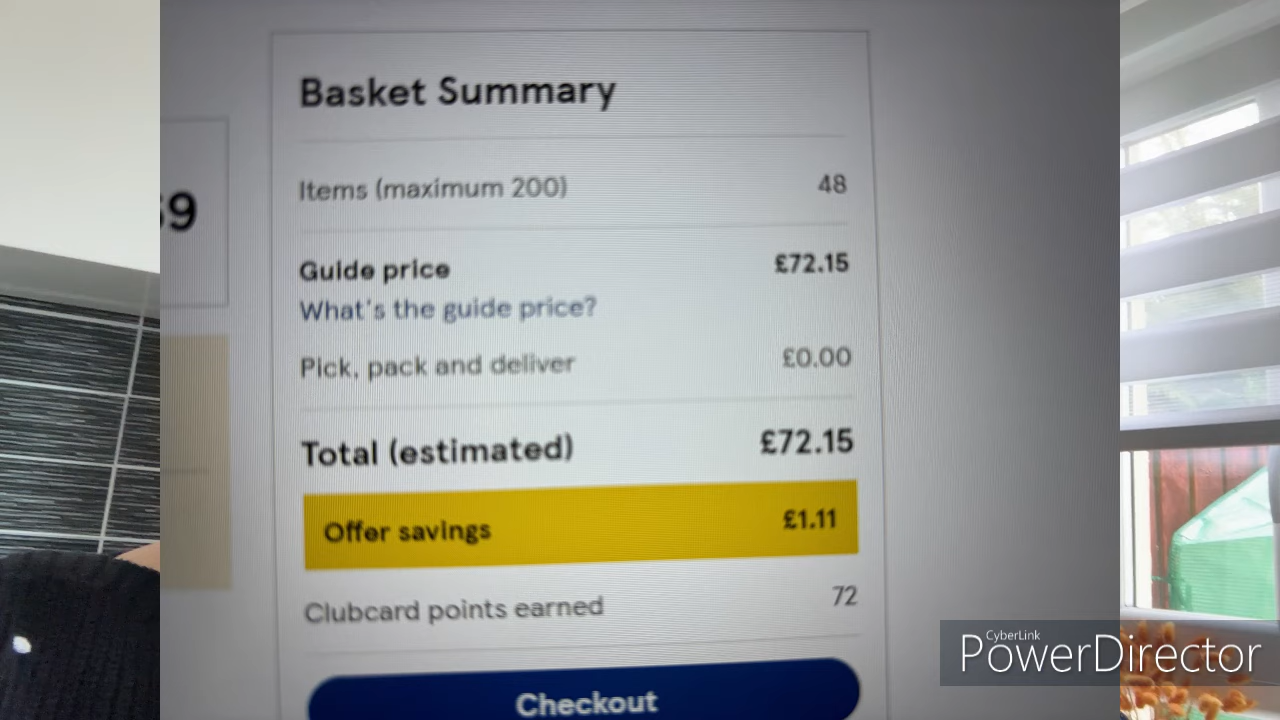 Basket Summary
Items (maximum 200) 48
Guide price £72.15
What's the guide price?
Pick, pack and deliver £0.00
Total (estimated) £72.15
Offer savings £1.11
Clubcard points earned 72
Checkout
9
CyberLink
PowerDirector